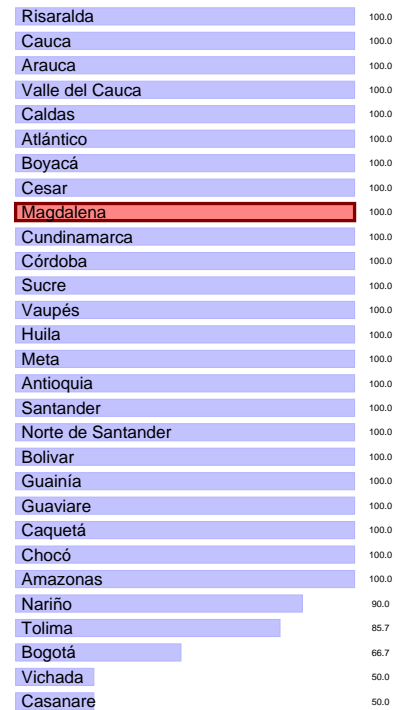 Risaralda 100.0
Cauca 100.0
Arauca 100.0
Valle del Cauca 100.0
Caldas 100.0
Atlántico 100.0
Boyacá 100.0
Cesar 100.0
Magdalena 100.0
Cundinamarca 100.0
Córdoba 100.0
Sucre 100.0
Vaupés 100.0
Huila 100.0
Meta 100.0
Antioquia 100.0
Santander 100.0
Norte de Santander 100.0
Bolivar 100.0
Guainía 100.0
Guaviare 100.0
Caquetá 100.0
Chocó 100.0
Amazonas 100.0
Nariño 90.0
Tolima 85.7
Bogotá 66.7
Vichada 50.0
Casanare 50.0